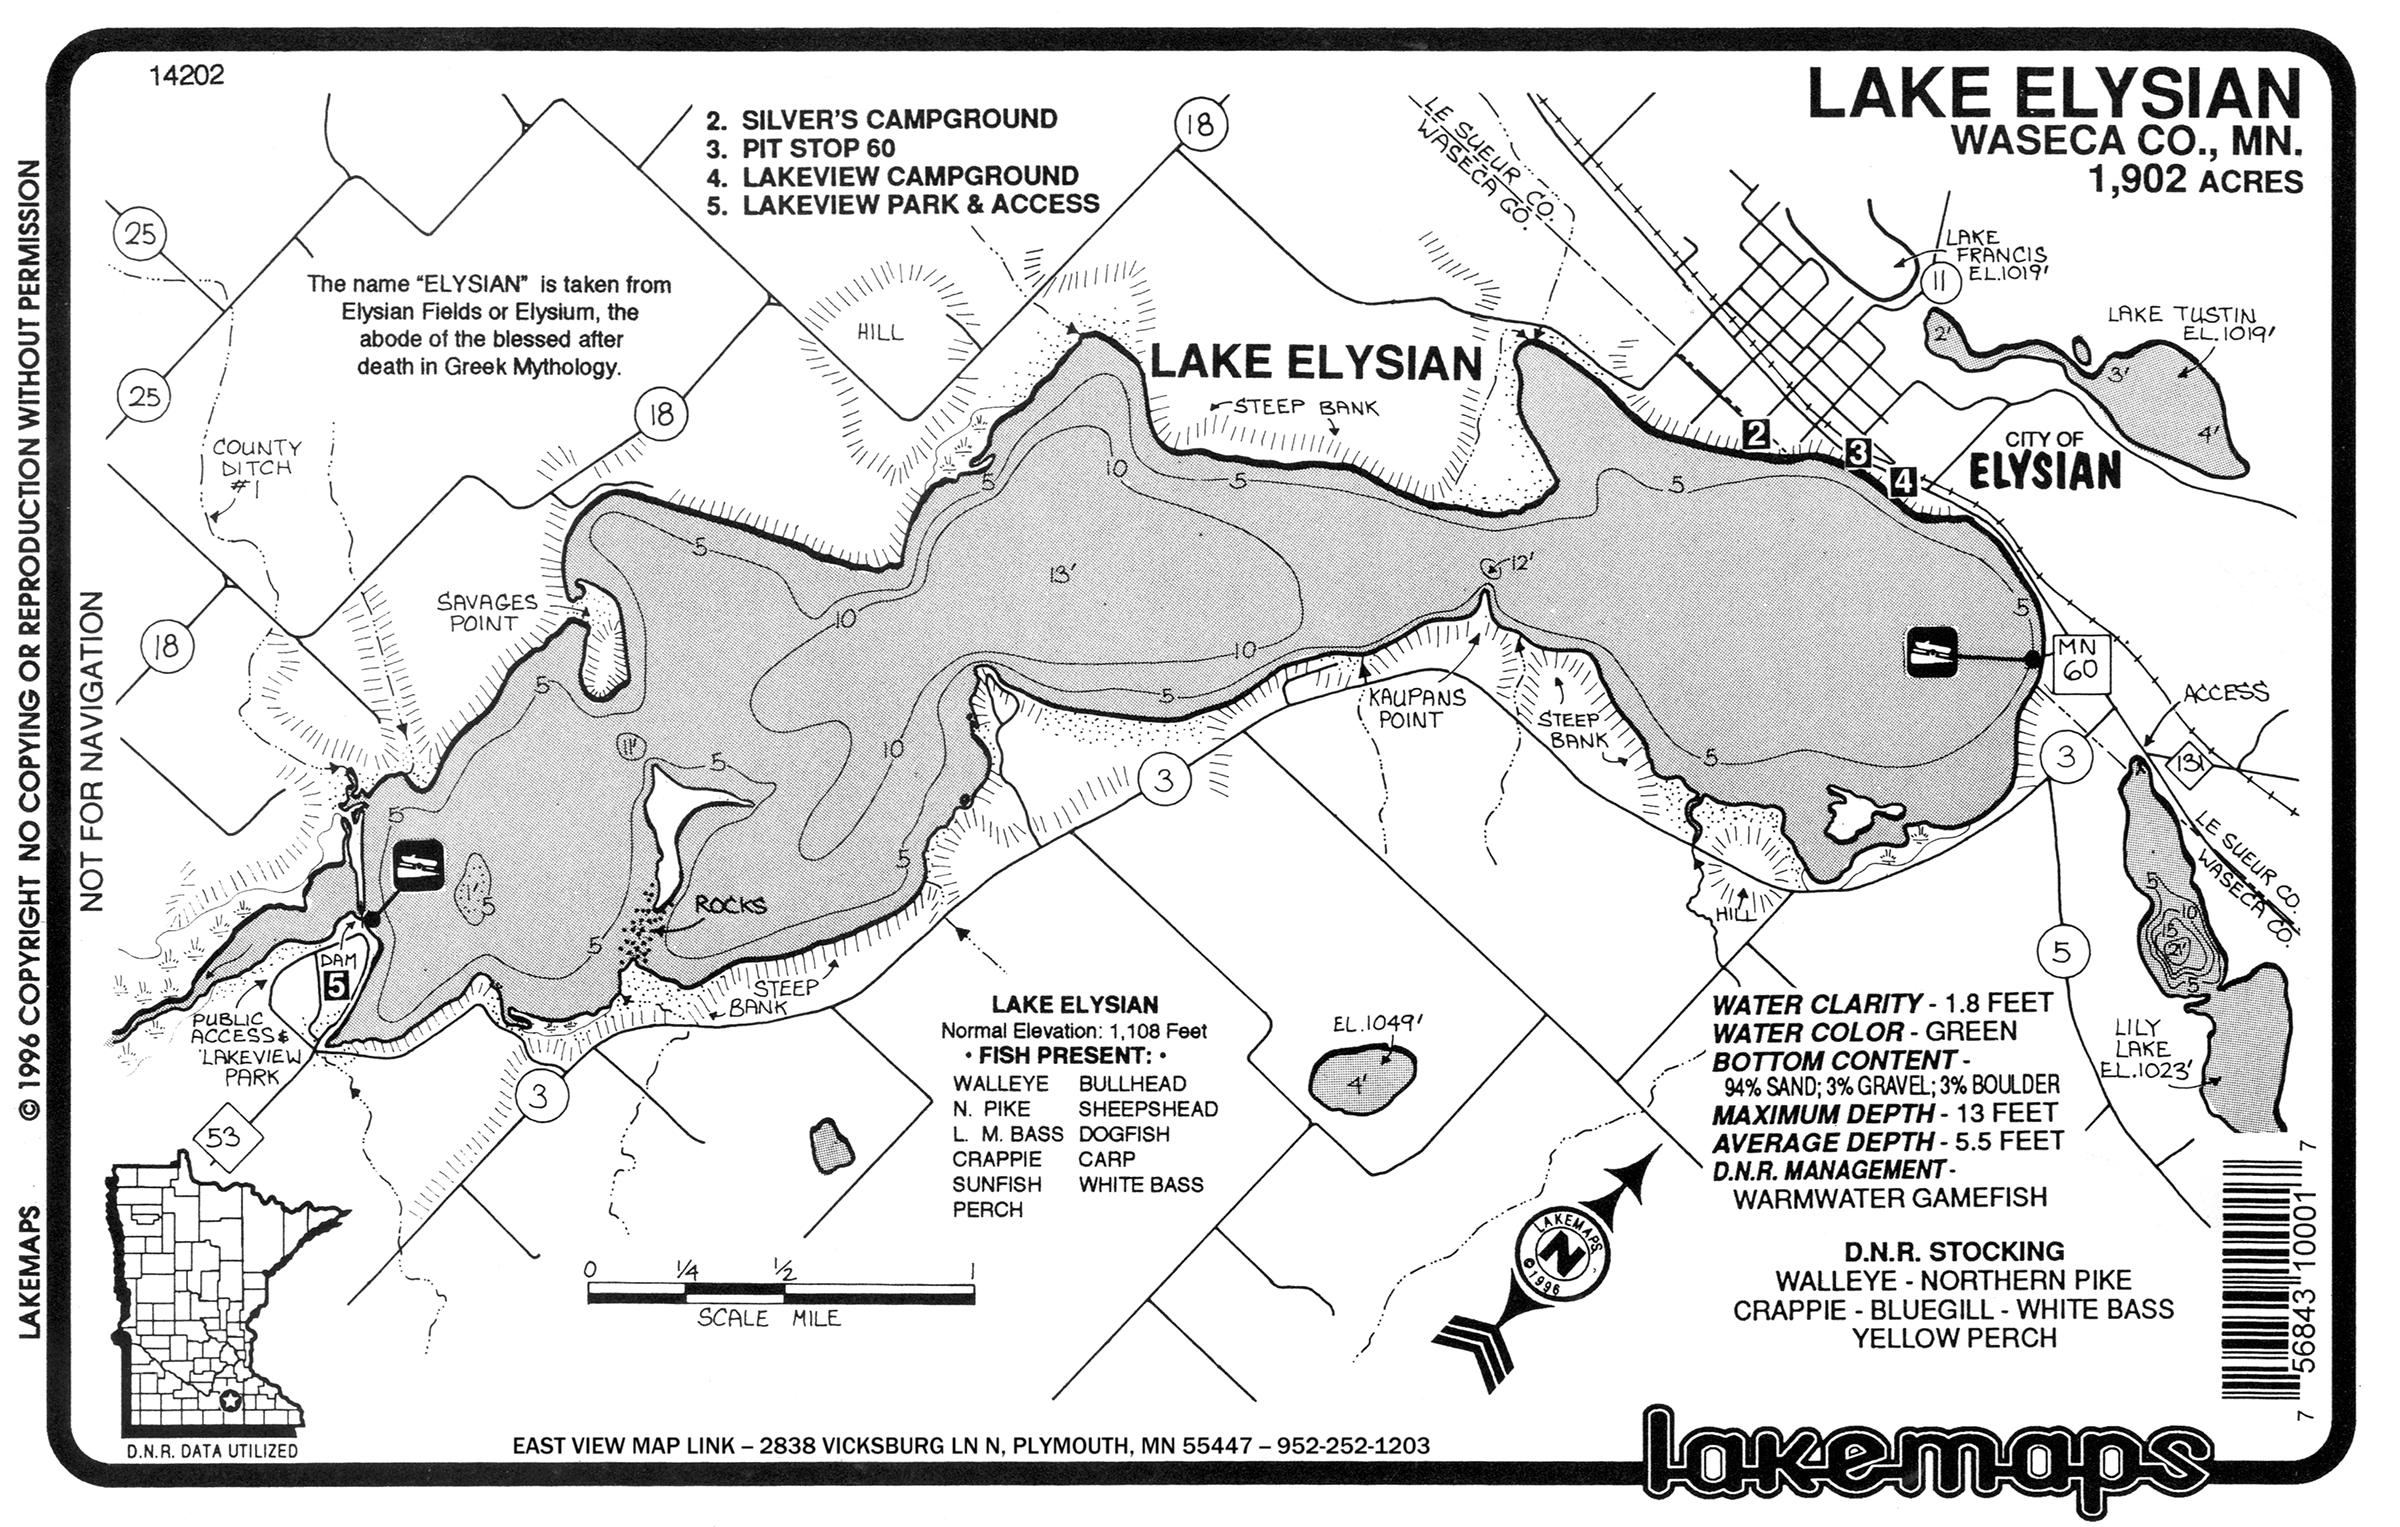 14202
LAKE ELYSIAN
WASECA CO., MN.
1,902 ACRES
2. SILVER'S CAMPGROUND
3. PIT STOP 60
4. LAKEVIEW CAMPGROUND
5. LAKEVIEW PARK & ACCESS
18
LE SUEUR CO.
WASECA CO.
25
The name "ELYSIAN" is taken from
Elysian Fields or Elysium, the
abode of the blessed after
death in Greek Mythology.
LAKE
FRANCIS
EL.1019'
11
HILL
LAKE ELYSIAN
2'
LAKE TUSTIN
EL.1019'
3'
4'
25
18
STEEP BANK
2
3
4
CITY OF
ELYSIAN
COUNTY
DITCH
#1
5
10
5
5
5
13'
12'
SAVAGES
POINT
10
5
18
10
MN
60
5
5
KAUPANS
POINT
STEEP
BANK
ACCESS
11'
5
10
5
3
3
131
5
5
1'
5
LE SUEUR CO.
WASECA CO.
ROCKS
HILL
5
10
15
21'
5
5
DAM
5
STEEP
BANK
5
PUBLIC
ACCESS &
LAKEVIEW
PARK
3
53
LAKE ELYSIAN
Normal Elevation: 1,108 Feet
• FISH PRESENT: •
WALLEYE BULLHEAD
N. PIKE SHEEPSHEAD
L. M. BASS DOGFISH
CRAPPIE CARP
SUNFISH WHITE BASS
PERCH
EL.1049'
4'
WATER CLARITY - 1.8 FEET
WATER COLOR - GREEN
BOTTOM CONTENT -
94% SAND; 3% GRAVEL; 3% BOULDER
MAXIMUM DEPTH - 13 FEET
AVERAGE DEPTH - 5.5 FEET
D.N.R. MANAGEMENT-
WARMWATER GAMEFISH
LILY
LAKE
EL.1023'
D.N.R. STOCKING
WALLEYE - NORTHERN PIKE
CRAPPIE - BLUEGILL - WHITE BASS
YELLOW PERCH
0 1/4 1/2 1
SCALE MILE
LAKEMAPS
N
©1996
7 56843 10001 7
D.N.R. DATA UTILIZED
EAST VIEW MAP LINK – 2838 VICKSBURG LN N, PLYMOUTH, MN 55447 – 952-252-1203
lakemaps
NOT FOR NAVIGATION
LAKEMAPS © 1996 COPYRIGHT NO COPYING OR REPRODUCTION WITHOUT PERMISSION